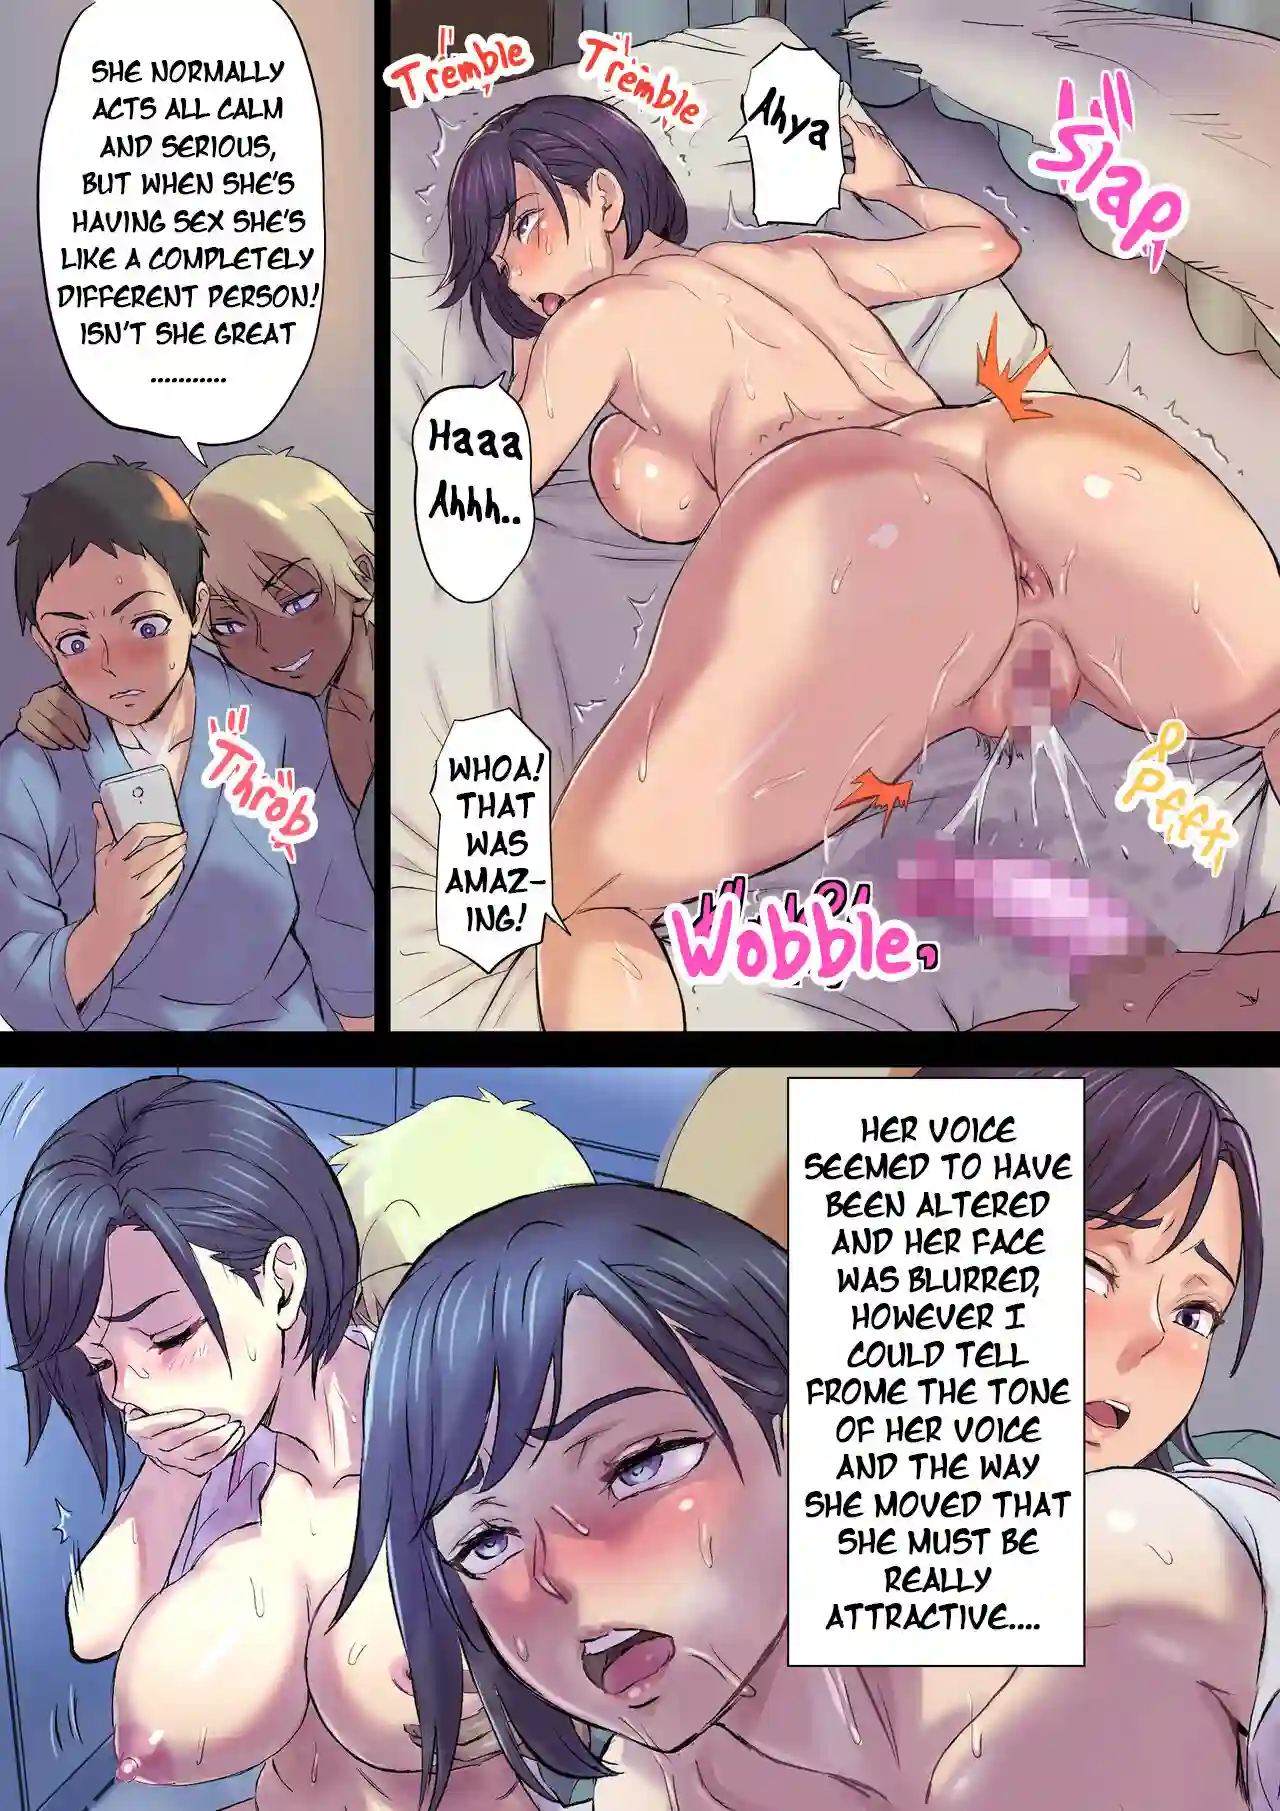 SHE NORMALLY
ACTS ALL CALM
AND SERIOUS,
BUT WHEN SHE'S
HAVING SEX SHE'S
LIKE A COMPLETELY
DIFFERENT PERSON!
ISN'T SHE GREAT
............
Tremble
Tremble
Ahya
Slap
Haaa
Ahhh..
Throb
WHOA!
THAT
WAS
AMAZ-
ING!
Pfft
Wobble
HER VOICE
SEEMED TO HAVE
BEEN ALTERED
AND HER FACE
WAS BLURRED,
HOWEVER I
COULD TELL
FROME THE TONE
OF HER VOICE
AND THE WAY
SHE MOVED THAT
SHE MUST BE
REALLY
ATTRACTIVE....